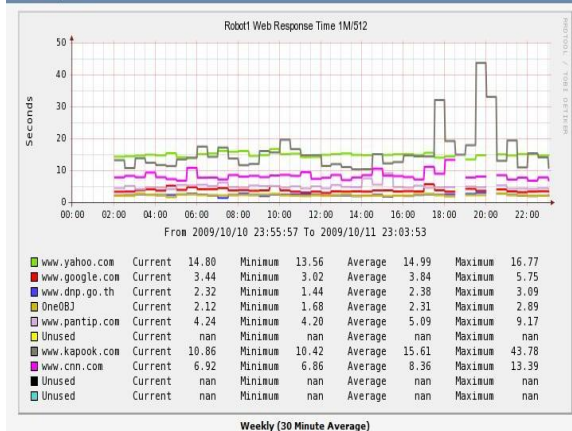 Robot1 Web Response Time 1M/512
RRDTOOL / TOBI OETIKER
Seconds
50
40
30
20
10
0
00:00 02:00 04:00 06:00 08:00 10:00 12:00 14:00 16:00 18:00 20:00 22:00
From 2009/10/10 23:55:57 To 2009/10/11 23:03:53
www.yahoo.com Current 14.80 Minimum 13.56 Average 14.99 Maximum 16.77
www.google.com Current 3.44 Minimum 3.02 Average 3.84 Maximum 5.75
www.dnp.go.th Current 2.32 Minimum 1.44 Average 2.38 Maximum 3.09
OneOBJ Current 2.12 Minimum 1.68 Average 2.31 Maximum 2.89
www.pantip.com Current 4.24 Minimum 4.20 Average 5.09 Maximum 9.17
Unused Current nan Minimum nan Average nan Maximum nan
www.kapook.com Current 10.86 Minimum 10.42 Average 15.61 Maximum 43.78
www.cnn.com Current 6.92 Minimum 6.86 Average 8.36 Maximum 13.39
Unused Current nan Minimum nan Average nan Maximum nan
Unused Current nan Minimum nan Average nan Maximum nan
Weekly (30 Minute Average)